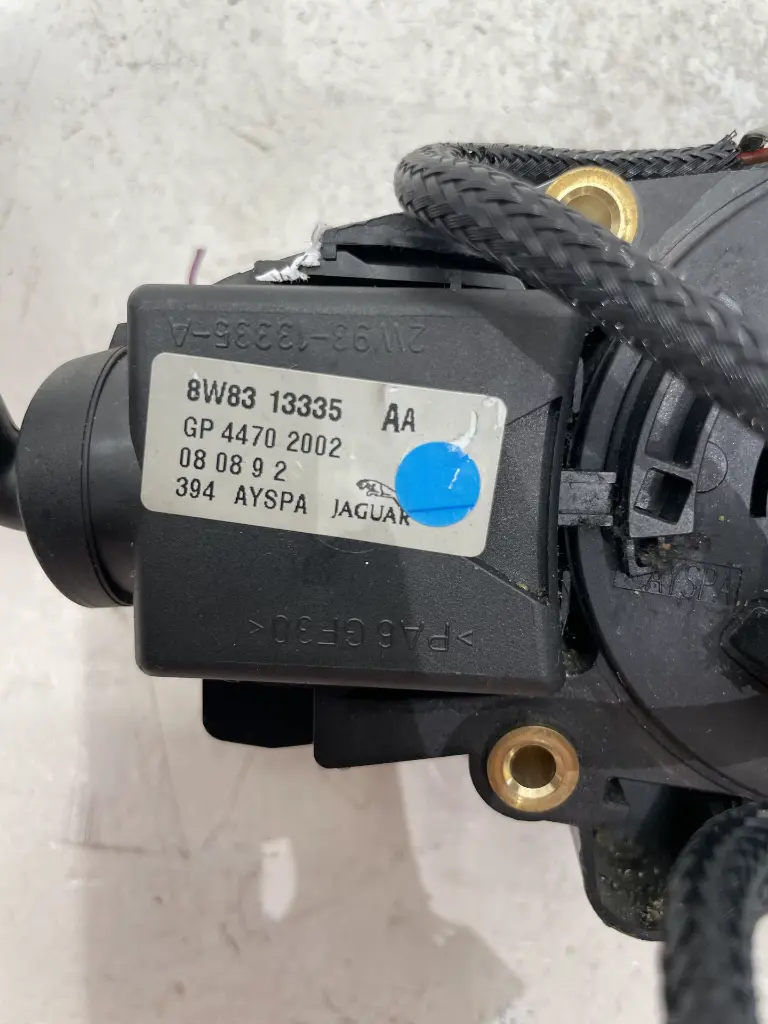 2W93-13335-A
8W83 13335 AA
GP 4470 2002
08 08 9 2
394 AYSPA JAGUAR
>PA6 GF30<
AYSPA